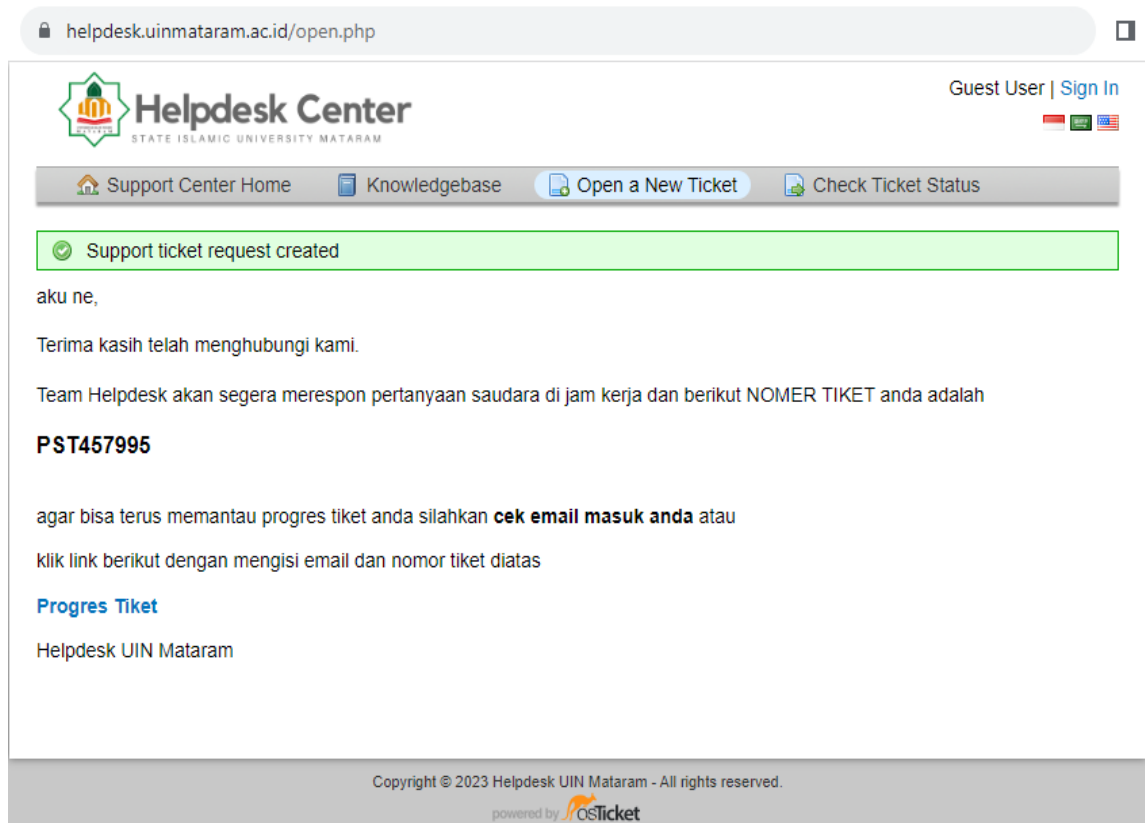 helpdesk.uinmataram.ac.id/open.php
Helpdesk Center
STATE ISLAMIC UNIVERSITY MATARAM
Guest User | Sign In
Support Center Home Knowledgebase Open a New Ticket Check Ticket Status
Support ticket request created
aku ne,
Terima kasih telah menghubungi kami.
Team Helpdesk akan segera merespon pertanyaan saudara di jam kerja dan berikut NOMER TIKET anda adalah
PST457995
agar bisa terus memantau progres tiket anda silahkan cek email masuk anda atau
klik link berikut dengan mengisi email dan nomor tiket diatas
Progres Tiket
Helpdesk UIN Mataram
Copyright © 2023 Helpdesk UIN Mataram - All rights reserved.
powered by osTicket